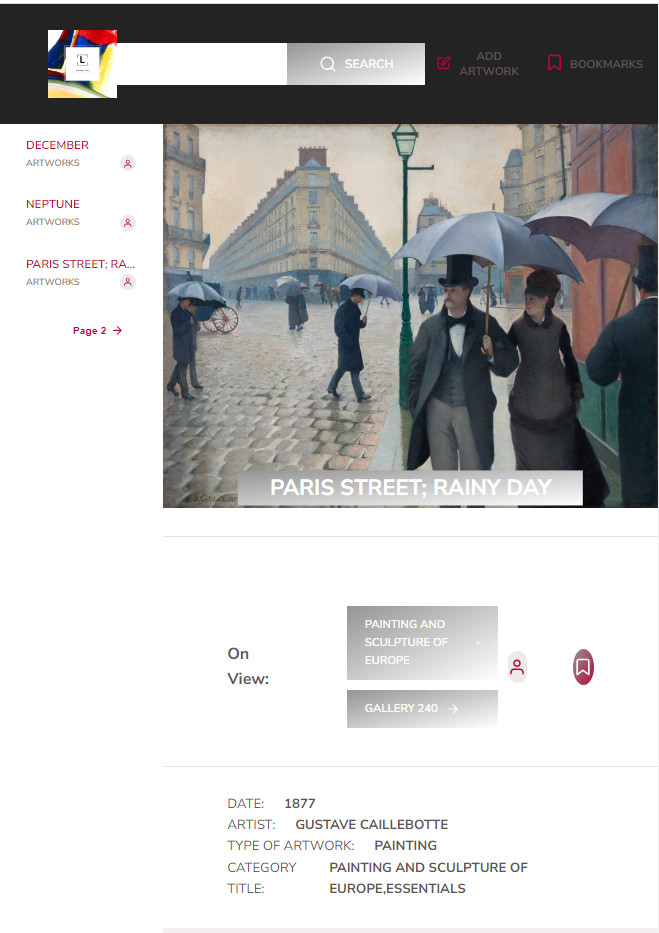 L
SEARCH
ADD
ARTWORK
BOOKMARKS
DECEMBER
ARTWORKS
NEPTUNE
ARTWORKS
PARIS STREET; RA...
ARTWORKS
Page 2
PARIS STREET; RAINY DAY
On
View:
PAINTING AND
SCULPTURE OF
EUROPE
GALLERY 240
DATE: 1877
ARTIST: GUSTAVE CAILLEBOTTE
TYPE OF ARTWORK: PAINTING
CATEGORY PAINTING AND SCULPTURE OF
TITLE: EUROPE,ESSENTIALS